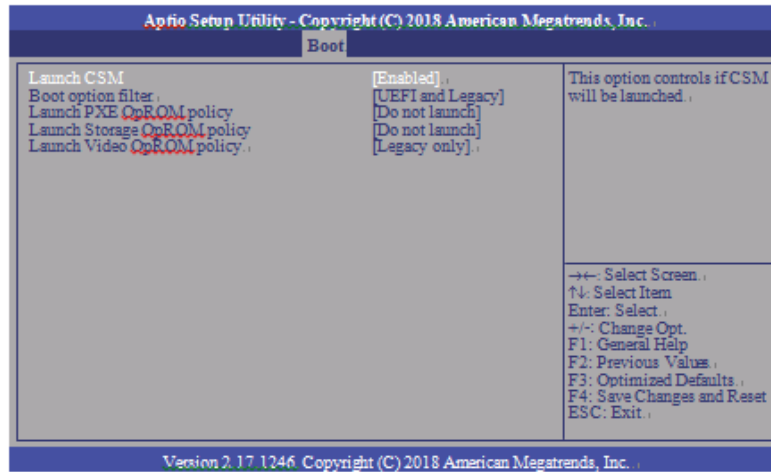 Aptio Setup Utility - Copyright (C) 2018 American Megatrends, Inc.
Boot
Launch CSM [Enabled]
Boot option filter [UEFI and Legacy]
Launch PXE OpROM policy [Do not launch]
Launch Storage OpROM policy [Do not launch]
Launch Video OpROM policy [Legacy only]
This option controls if CSM
will be launched.
→←: Select Screen
↑↓: Select Item
Enter: Select
+/-: Change Opt.
F1: General Help
F2: Previous Values
F3: Optimized Defaults
F4: Save Changes and Reset
ESC: Exit
Version 2.17.1246. Copyright (C) 2018 American Megatrends, Inc.